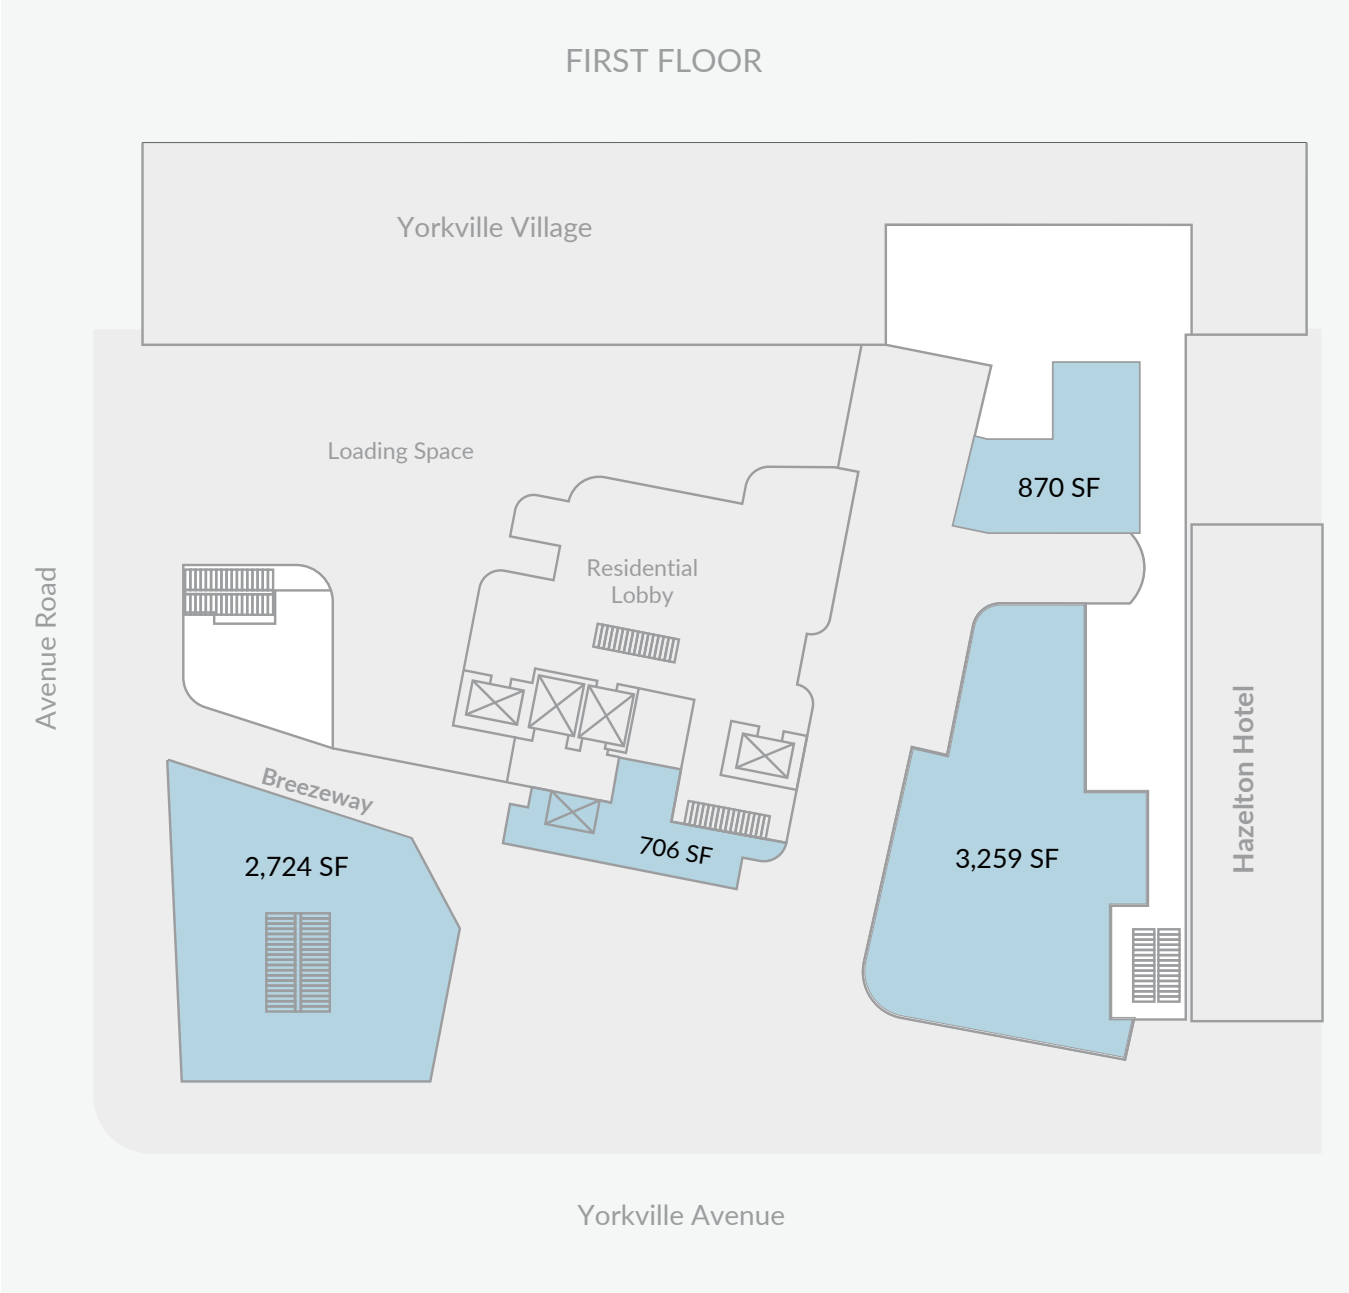 FIRST FLOOR
Yorkville Village
Loading Space
870 SF
Residential
Lobby
Avenue Road
Hazelton Hotel
Breezeway
2,724 SF
706 SF
3,259 SF
Yorkville Avenue